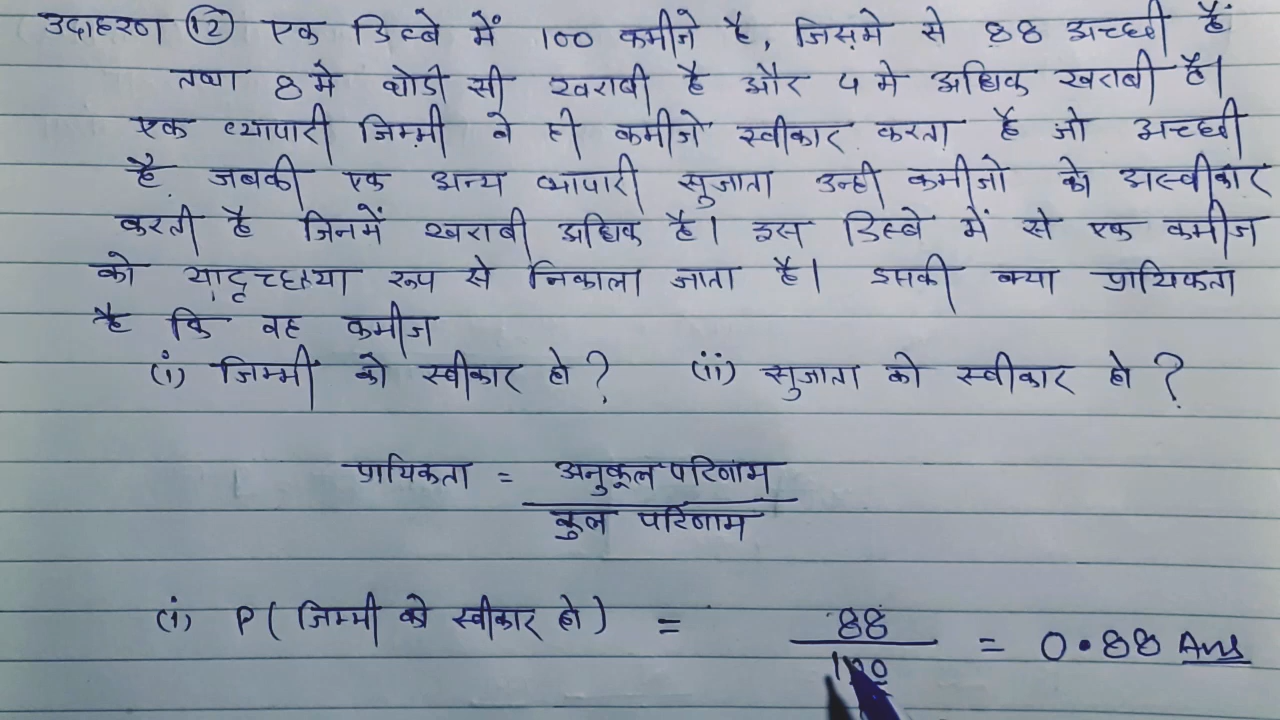 उदाहरण 12 एक डिब्बे में 100 कमीजे है, जिसमे से 88 अच्छी हैं
तथा 8 मे थोडी सी खराबी है और 4 मे अधिक खराबी है।
एक व्यापारी जिम्मी वे ही कमीजे स्वीकार करता है जो अच्छी
है जबकी एक अन्य व्यापारी सुजाता उन्ही कमीजो को अस्वीकार
करती है जिनमें खराबी अधिक है। इस डिब्बे में से एक कमीज
को यादृच्छया रूप से निकाला जाता है। इसकी क्या प्रायिकता
है कि वह कमीज
(i) जिम्मी को स्वीकार हो? (ii) सुजाता को स्वीकार हो?
प्रायिकता = अनुकूल परिणाम
कुल परिणाम
(i) P ( जिम्मी को स्वीकार हो ) = 88 = 0.88 Ans
100